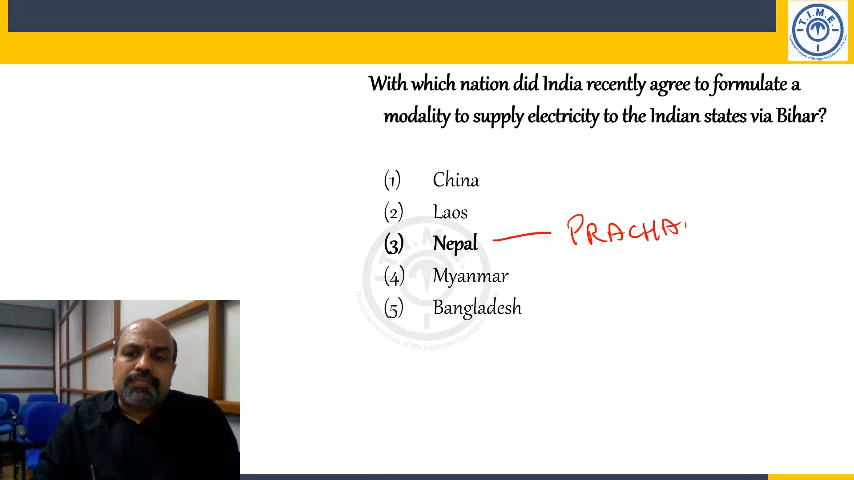 T.I.M.E.
With which nation did India recently agree to formulate a
modality to supply electricity to the Indian states via Bihar?
(1) China
(2) Laos
(3) Nepal
PRACHA
(4) Myanmar
(5) Bangladesh